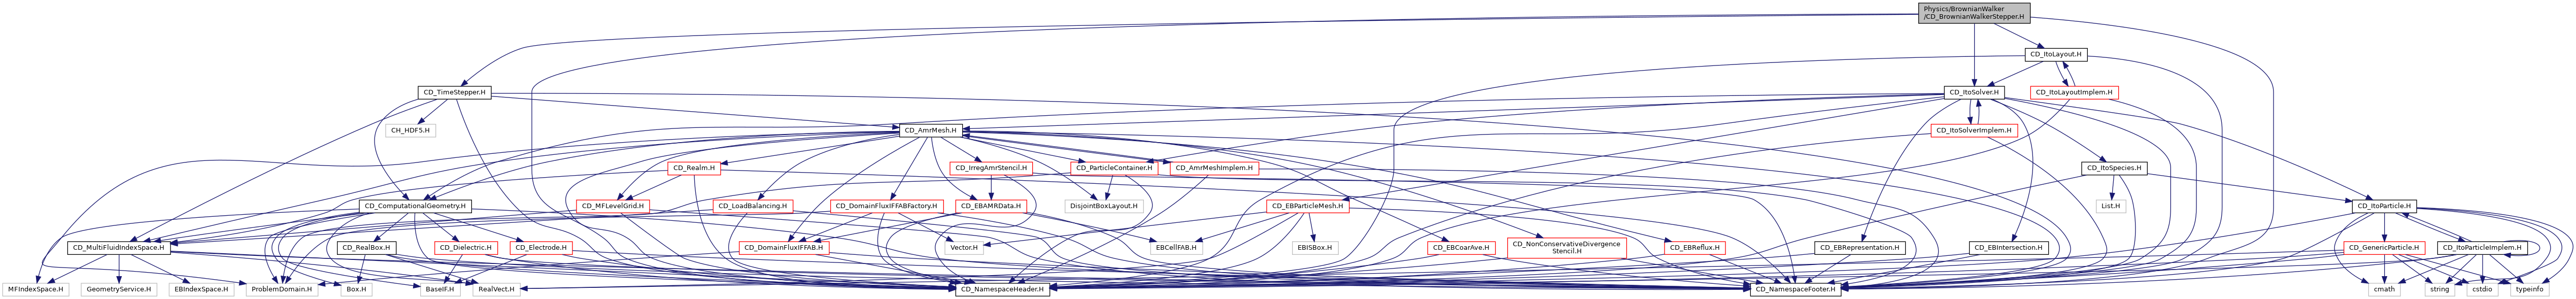 Physics/BrownianWalker
/CD_BrownianWalkerStepper.H
CD_ItoLayout.H
CD_TimeStepper.H
CD_ItoSolver.H
CD_ItoLayoutImplem.H
CH_HDF5.H
CD_AmrMesh.H
CD_ItoSolverImplem.H
CD_Realm.H
CD_IrregAmrStencil.H
CD_ParticleContainer.H
CD_AmrMeshImplem.H
CD_ItoSpecies.H
CD_ComputationalGeometry.H
CD_MFLevelGrid.H
CD_LoadBalancing.H
CD_DomainFluxIFFABFactory.H
CD_EBAMRData.H
DisjointBoxLayout.H
CD_EBParticleMesh.H
List.H
CD_ItoParticle.H
CD_MultiFluidIndexSpace.H
CD_RealBox.H
CD_Dielectric.H
CD_Electrode.H
CD_DomainFluxIFFAB.H
Vector.H
EBCellFAB.H
EBISBox.H
CD_EBCoarAve.H
CD_NonConservativeDivergence
Stencil.H
CD_EBReflux.H
CD_EBRepresentation.H
CD_EBIntersection.H
CD_GenericParticle.H
CD_ItoParticleImplem.H
MFIndexSpace.H
GeometryService.H
EBIndexSpace.H
ProblemDomain.H
Box.H
BaseIF.H
RealVect.H
CD_NamespaceHeader.H
CD_NamespaceFooter.H
cmath
string
cstdio
typeinfo